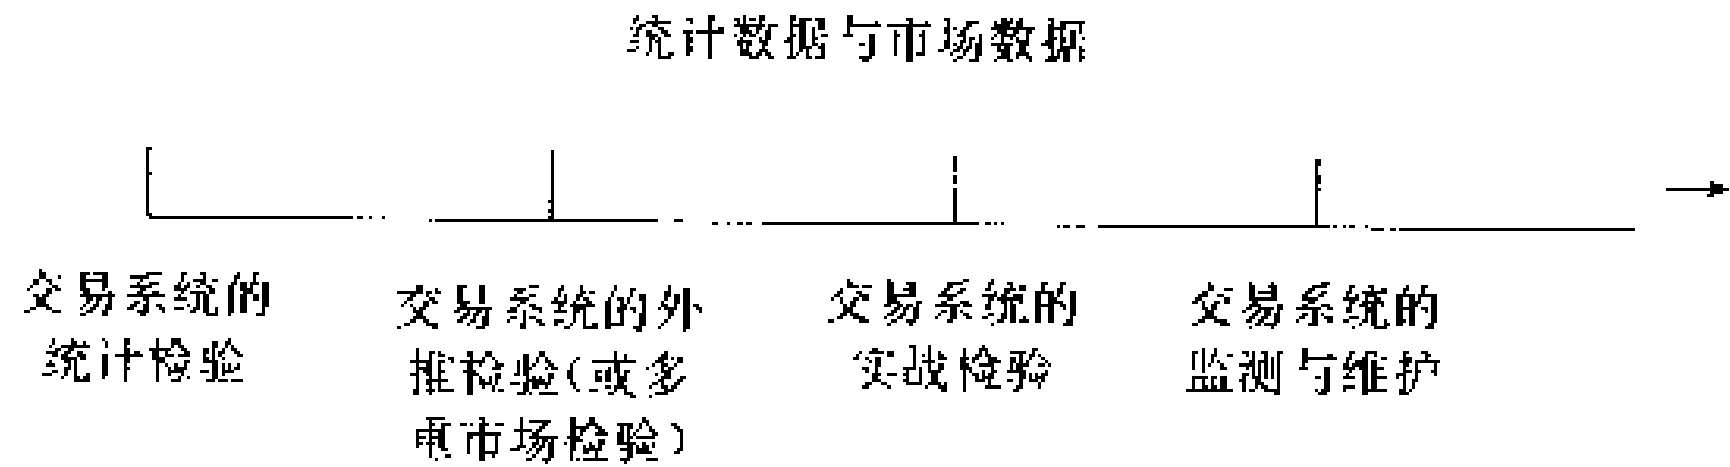 统计数据与市场数据
交易系统的
统计检验
交易系统的外
推检验(或多
重市场检验)
交易系统的
实战检验
交易系统的
监测与维护